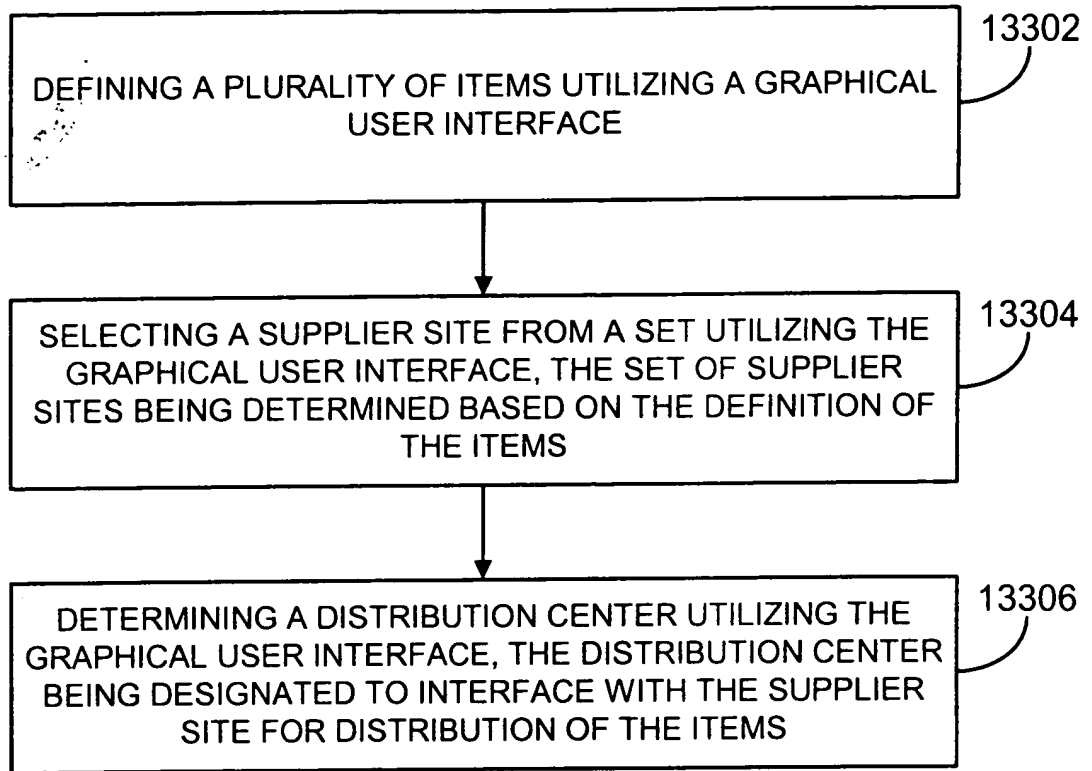 13302
DEFINING A PLURALITY OF ITEMS UTILIZING A GRAPHICAL
USER INTERFACE
13304
SELECTING A SUPPLIER SITE FROM A SET UTILIZING THE
GRAPHICAL USER INTERFACE, THE SET OF SUPPLIER
SITES BEING DETERMINED BASED ON THE DEFINITION OF
THE ITEMS
13306
DETERMINING A DISTRIBUTION CENTER UTILIZING THE
GRAPHICAL USER INTERFACE, THE DISTRIBUTION CENTER
BEING DESIGNATED TO INTERFACE WITH THE SUPPLIER
SITE FOR DISTRIBUTION OF THE ITEMS